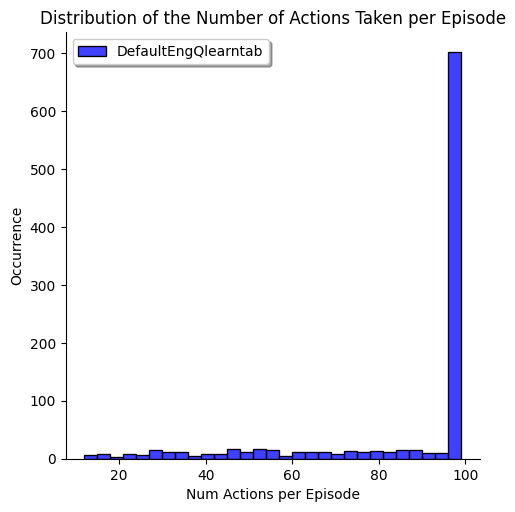 Distribution of the Number of Actions Taken per Episode
DefaultEngQlearntab
700
600
500
400
300
200
100
0
Occurrence
20 40 60 80 100
Num Actions per Episode